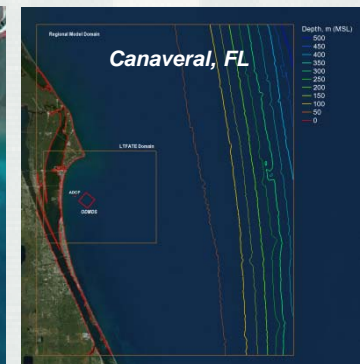 Regional Model Domain
Canaveral, FL
Depth, m (MSL)
500
450
400
350
300
250
200
150
100
50
0
LTFATE Domain
ADCP
ODMDS